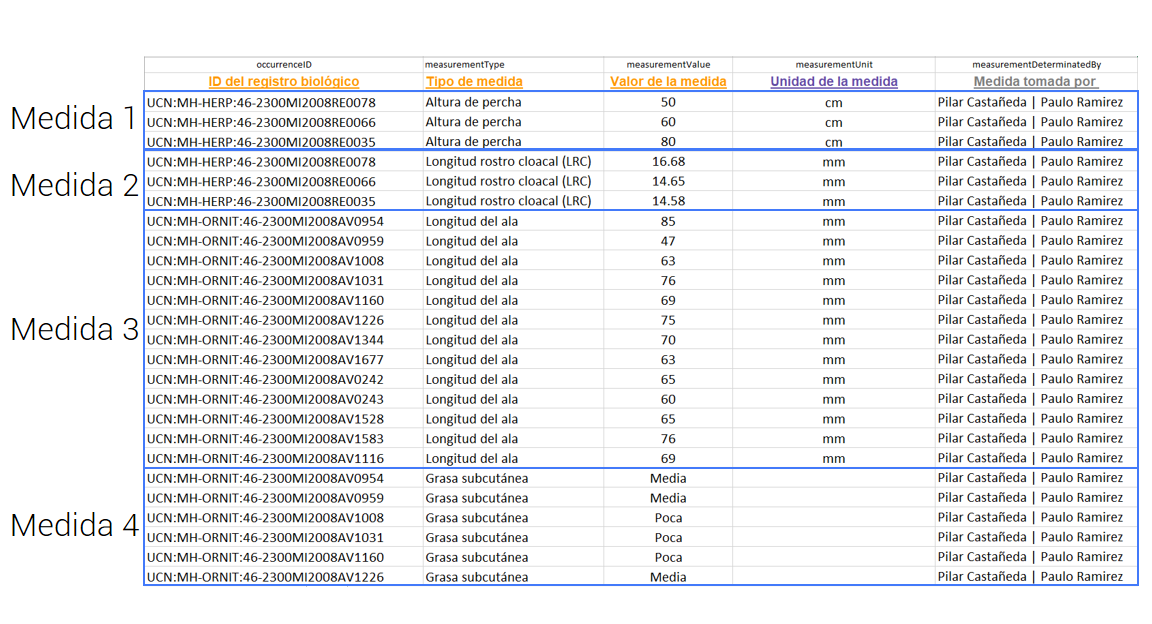 occurrenceID measurementType measurementValue measurementUnit measurementDeterminatedBy
ID del registro biológico Tipo de medida Valor de la medida Unidad de la medida Medida tomada por
Medida 1
UCN:MH-HERP:46-2300MI2008RE0078 Altura de percha 50 cm Pilar Castañeda | Paulo Ramirez
UCN:MH-HERP:46-2300MI2008RE0066 Altura de percha 60 cm Pilar Castañeda | Paulo Ramirez
UCN:MH-HERP:46-2300MI2008RE0035 Altura de percha 80 cm Pilar Castañeda | Paulo Ramirez
Medida 2
UCN:MH-HERP:46-2300MI2008RE0078 Longitud rostro cloacal (LRC) 16.68 mm Pilar Castañeda | Paulo Ramirez
UCN:MH-HERP:46-2300MI2008RE0066 Longitud rostro cloacal (LRC) 14.65 mm Pilar Castañeda | Paulo Ramirez
UCN:MH-HERP:46-2300MI2008RE0035 Longitud rostro cloacal (LRC) 14.58 mm Pilar Castañeda | Paulo Ramirez
Medida 3
UCN:MH-ORNIT:46-2300MI2008AV0954 Longitud del ala 85 mm Pilar Castañeda | Paulo Ramirez
UCN:MH-ORNIT:46-2300MI2008AV0959 Longitud del ala 47 mm Pilar Castañeda | Paulo Ramirez
UCN:MH-ORNIT:46-2300MI2008AV1008 Longitud del ala 63 mm Pilar Castañeda | Paulo Ramirez
UCN:MH-ORNIT:46-2300MI2008AV1031 Longitud del ala 76 mm Pilar Castañeda | Paulo Ramirez
UCN:MH-ORNIT:46-2300MI2008AV1160 Longitud del ala 69 mm Pilar Castañeda | Paulo Ramirez
UCN:MH-ORNIT:46-2300MI2008AV1226 Longitud del ala 75 mm Pilar Castañeda | Paulo Ramirez
UCN:MH-ORNIT:46-2300MI2008AV1344 Longitud del ala 70 mm Pilar Castañeda | Paulo Ramirez
UCN:MH-ORNIT:46-2300MI2008AV1677 Longitud del ala 63 mm Pilar Castañeda | Paulo Ramirez
UCN:MH-ORNIT:46-2300MI2008AV0242 Longitud del ala 65 mm Pilar Castañeda | Paulo Ramirez
UCN:MH-ORNIT:46-2300MI2008AV0243 Longitud del ala 60 mm Pilar Castañeda | Paulo Ramirez
UCN:MH-ORNIT:46-2300MI2008AV1528 Longitud del ala 65 mm Pilar Castañeda | Paulo Ramirez
UCN:MH-ORNIT:46-2300MI2008AV1583 Longitud del ala 76 mm Pilar Castañeda | Paulo Ramirez
UCN:MH-ORNIT:46-2300MI2008AV1116 Longitud del ala 69 mm Pilar Castañeda | Paulo Ramirez
Medida 4
UCN:MH-ORNIT:46-2300MI2008AV0954 Grasa subcutánea Media Pilar Castañeda | Paulo Ramirez
UCN:MH-ORNIT:46-2300MI2008AV0959 Grasa subcutánea Media Pilar Castañeda | Paulo Ramirez
UCN:MH-ORNIT:46-2300MI2008AV1008 Grasa subcutánea Poca Pilar Castañeda | Paulo Ramirez
UCN:MH-ORNIT:46-2300MI2008AV1031 Grasa subcutánea Poca Pilar Castañeda | Paulo Ramirez
UCN:MH-ORNIT:46-2300MI2008AV1160 Grasa subcutánea Poca Pilar Castañeda | Paulo Ramirez
UCN:MH-ORNIT:46-2300MI2008AV1226 Grasa subcutánea Media Pilar Castañeda | Paulo Ramirez